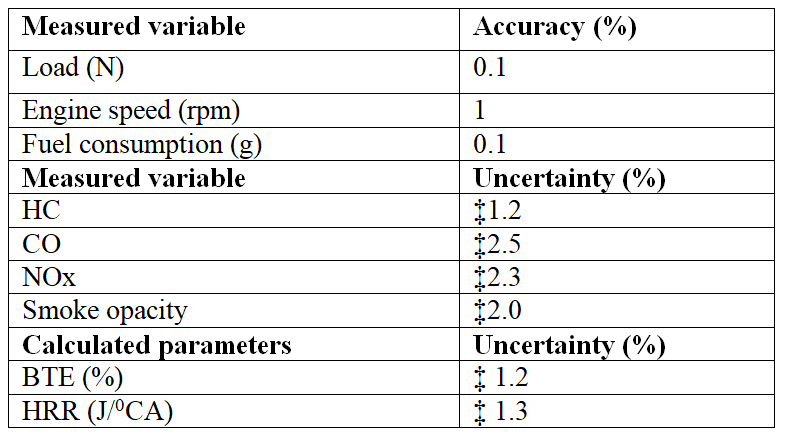 Measured variable Accuracy (%)
Load (N) 0.1
Engine speed (rpm) 1
Fuel consumption (g) 0.1
Measured variable Uncertainty (%)
HC ‡1.2
CO ‡2.5
NOx ‡2.3
Smoke opacity ‡2.0
Calculated parameters Uncertainty (%)
BTE (%) ‡ 1.2
HRR (J/⁰CA) ‡ 1.3